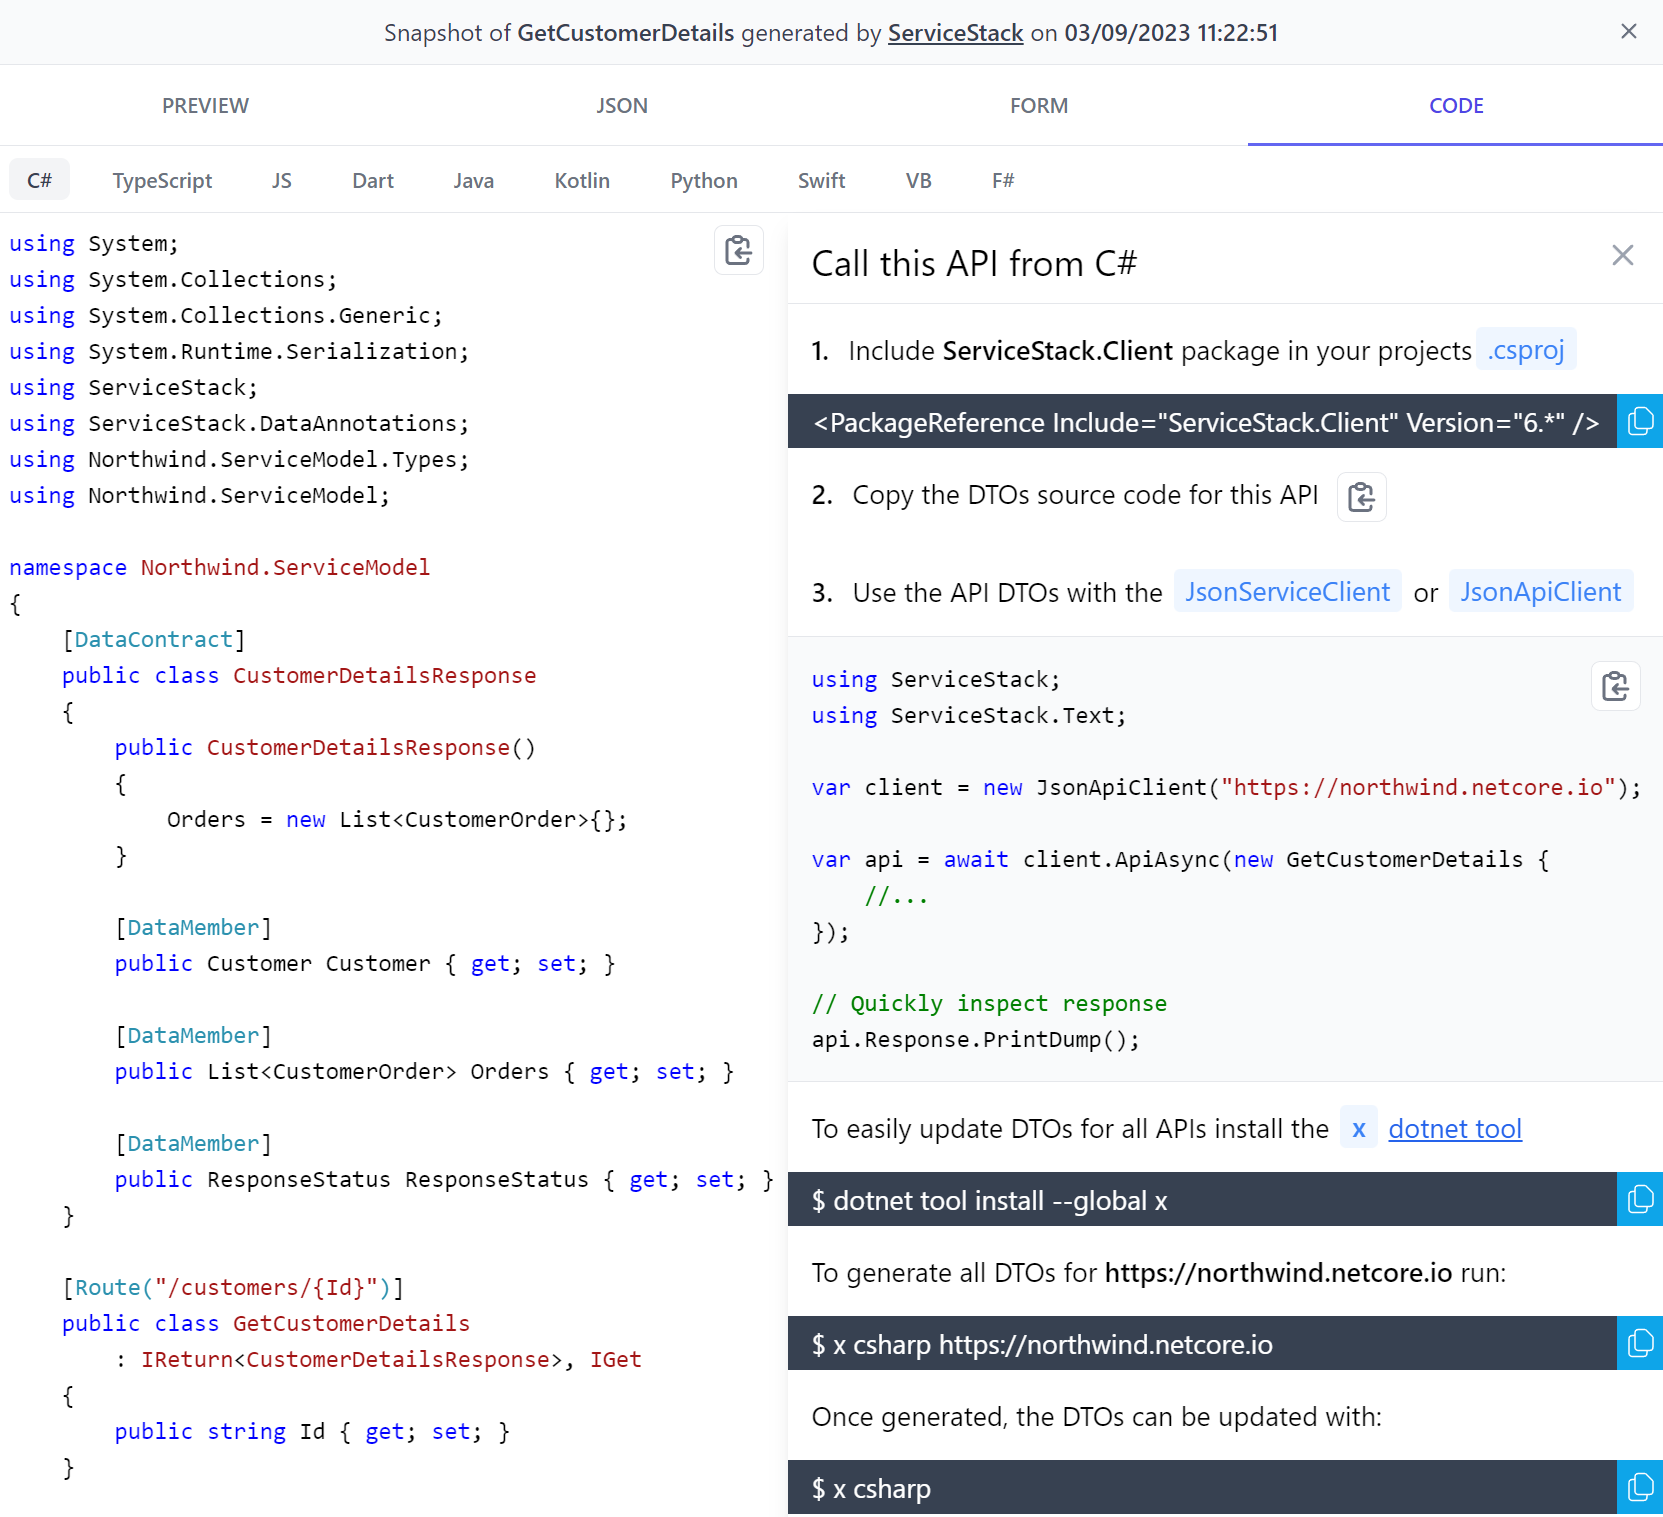 Snapshot of GetCustomerDetails generated by ServiceStack on 03/09/2023 11:22:51
PREVIEW JSON FORM CODE
C# TypeScript JS Dart Java Kotlin Python Swift VB F#
using System;
using System.Collections;
using System.Collections.Generic;
using System.Runtime.Serialization;
using ServiceStack;
using ServiceStack.DataAnnotations;
using Northwind.ServiceModel.Types;
using Northwind.ServiceModel;
namespace Northwind.ServiceModel
{
[DataContract]
public class CustomerDetailsResponse
{
public CustomerDetailsResponse()
{
Orders = new List<CustomerOrder>{};
}
[DataMember]
public Customer Customer { get; set; }
[DataMember]
public List<CustomerOrder> Orders { get; set; }
[DataMember]
public ResponseStatus ResponseStatus { get; set; }
}
[Route("/customers/{Id}")]
public class GetCustomerDetails
: IReturn<CustomerDetailsResponse>, IGet
{
public string Id { get; set; }
}
Call this API from C#
1. Include ServiceStack.Client package in your projects .csproj
<PackageReference Include="ServiceStack.Client" Version="6.*" />
2. Copy the DTOs source code for this API
3. Use the API DTOs with the JsonServiceClient or JsonApiClient
using ServiceStack;
using ServiceStack.Text;
var client = new JsonApiClient("https://northwind.netcore.io");
var api = await client.ApiAsync(new GetCustomerDetails {
//...
});
// Quickly inspect response
api.Response.PrintDump();
To easily update DTOs for all APIs install the x dotnet tool
$ dotnet tool install --global x
To generate all DTOs for https://northwind.netcore.io run:
$ x csharp https://northwind.netcore.io
Once generated, the DTOs can be updated with:
$ x csharp